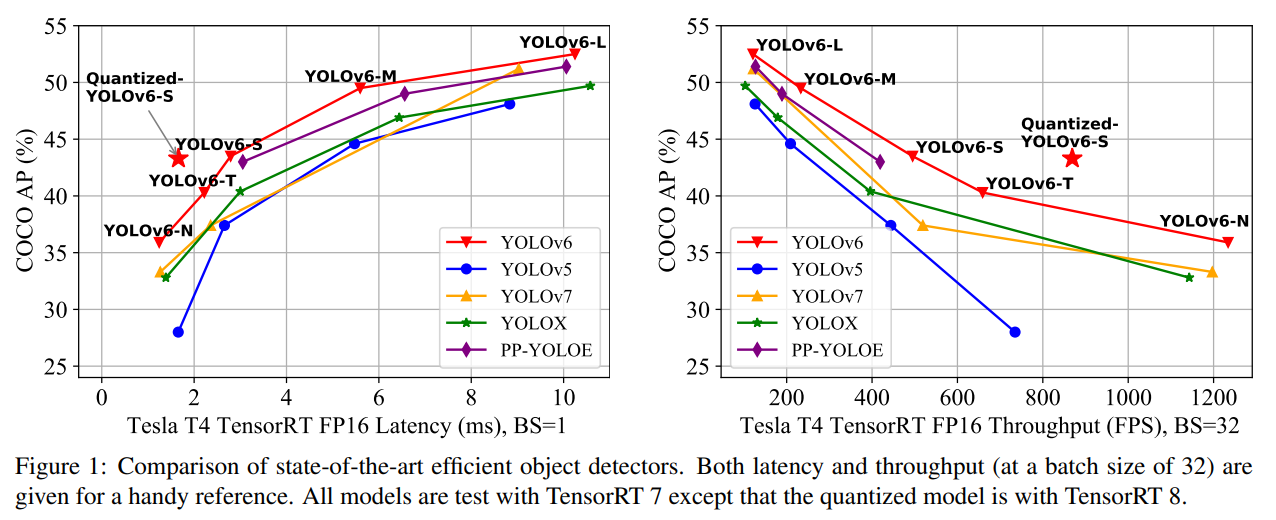 55
50
45
40
35
30
25
COCO AP (%)
Quantized-
YOLOv6-S
YOLOv6-N
YOLOv6-T
YOLOv6-S
YOLOv6-M
YOLOv6-L
YOLOv6
YOLOv5
YOLOv7
YOLOX
PP-YOLOE
0 2 4 6 8 10
Tesla T4 TensorRT FP16 Latency (ms), BS=1
55
50
45
40
35
30
25
COCO AP (%)
YOLOv6-L
YOLOv6-M
Quantized-
YOLOv6-S
YOLOv6-S
YOLOv6-T
YOLOv6-N
YOLOv6
YOLOv5
YOLOv7
YOLOX
PP-YOLOE
200 400 600 800 1000 1200
Tesla T4 TensorRT FP16 Throughput (FPS), BS=32
Figure 1: Comparison of state-of-the-art efficient object detectors. Both latency and throughput (at a batch size of 32) are
given for a handy reference. All models are test with TensorRT 7 except that the quantized model is with TensorRT 8.